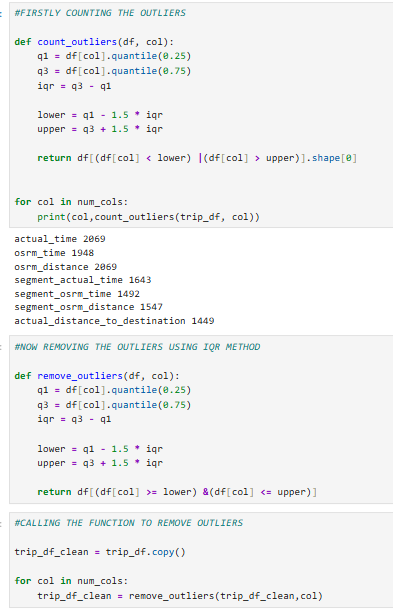 #FIRSTLY COUNTING THE OUTLIERS
def count_outliers(df, col):
    q1 = df[col].quantile(0.25)
    q3 = df[col].quantile(0.75)
    iqr = q3 - q1
    lower = q1 - 1.5 * iqr
    upper = q3 + 1.5 * iqr
    return df[(df[col] < lower) |(df[col] > upper)].shape[0]
for col in num_cols:
    print(col,count_outliers(trip_df, col))
actual_time 2069
osrm_time 1948
osrm_distance 2069
segment_actual_time 1643
segment_osrm_time 1492
segment_osrm_distance 1547
actual_distance_to_destination 1449
#NOW REMOVING THE OUTLIERS USING IQR METHOD
def remove_outliers(df, col):
    q1 = df[col].quantile(0.25)
    q3 = df[col].quantile(0.75)
    iqr = q3 - q1
    lower = q1 - 1.5 * iqr
    upper = q3 + 1.5 * iqr
    return df[(df[col] >= lower) &(df[col] <= upper)]
#CALLING THE FUNCTION TO REMOVE OUTLIERS
trip_df_clean = trip_df.copy()
for col in num_cols:
    trip_df_clean = remove_outliers(trip_df_clean,col)